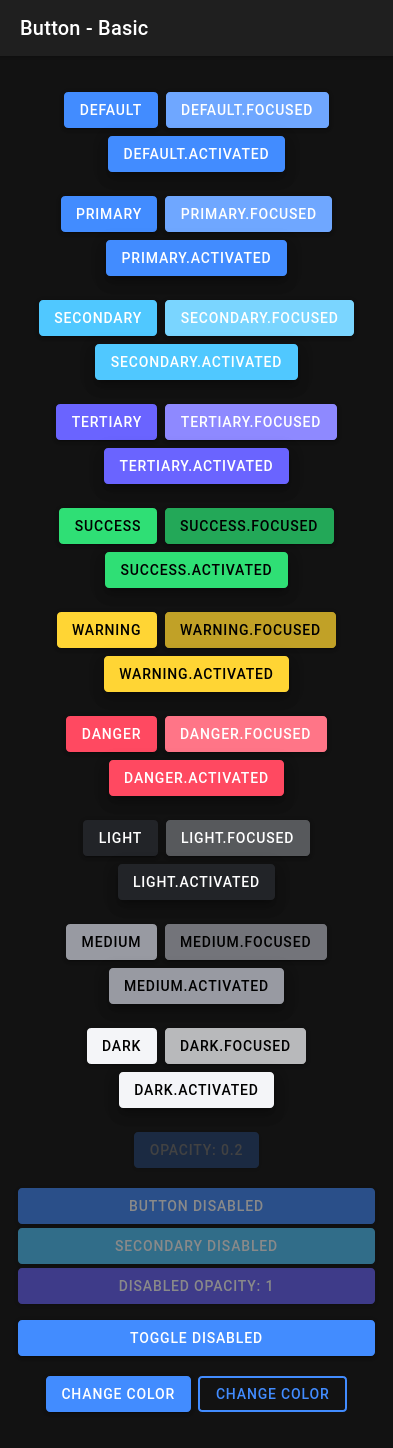 Button - Basic
DEFAULT DEFAULT.FOCUSED
DEFAULT.ACTIVATED
PRIMARY PRIMARY.FOCUSED
PRIMARY.ACTIVATED
SECONDARY SECONDARY.FOCUSED
SECONDARY.ACTIVATED
TERTIARY TERTIARY.FOCUSED
TERTIARY.ACTIVATED
SUCCESS SUCCESS.FOCUSED
SUCCESS.ACTIVATED
WARNING WARNING.FOCUSED
WARNING.ACTIVATED
DANGER DANGER.FOCUSED
DANGER.ACTIVATED
LIGHT LIGHT.FOCUSED
LIGHT.ACTIVATED
MEDIUM MEDIUM.FOCUSED
MEDIUM.ACTIVATED
DARK DARK.FOCUSED
DARK.ACTIVATED
OPACITY: 0.2
BUTTON DISABLED
SECONDARY DISABLED
DISABLED OPACITY: 1
TOGGLE DISABLED
CHANGE COLOR CHANGE COLOR